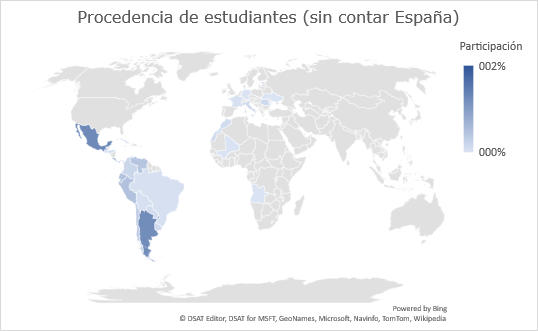 Procedencia de estudiantes (sin contar España)
Participación
002%
000%
Powered by Bing
© DSAT Editor, DSAT for MSFT, GeoNames, Microsoft, Navinfo, TomTom, Wikipedia